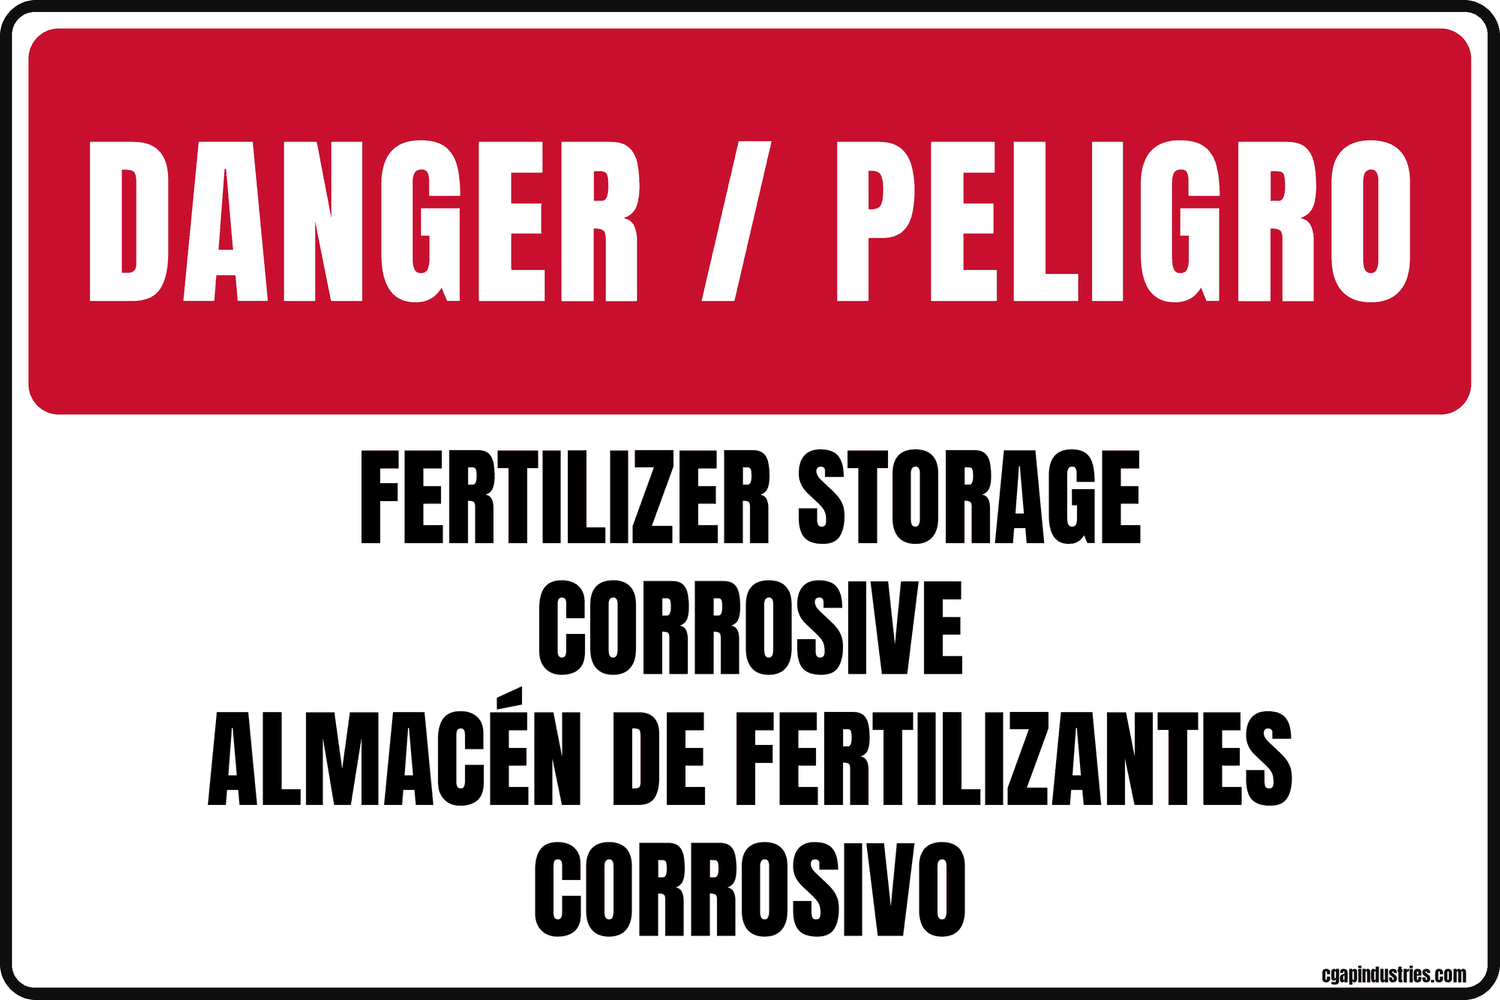 DANGER / PELIGRO
FERTILIZER STORAGE
CORROSIVE
ALMACÉN DE FERTILIZANTES
CORROSIVO
cgapindustries.com